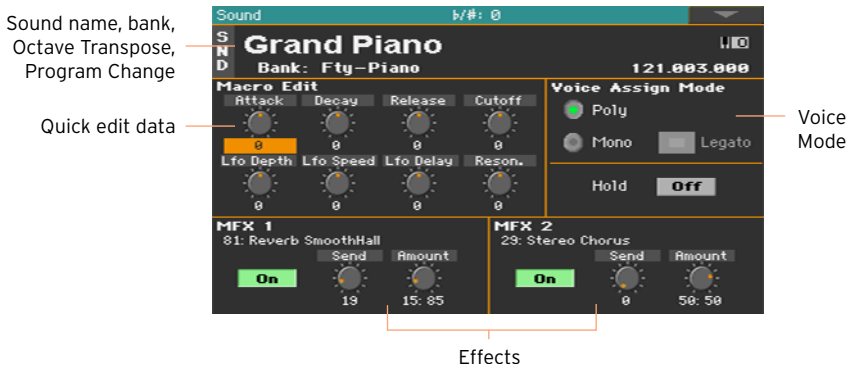 Sound ♭/#: 0
Sound name, bank,
Octave Transpose,
Program Change
SND
Grand Piano
Bank: Fty-Piano 121.003.000
Macro Edit
Attack Decay Release Cutoff
0 0 0 0
Lfo Depth Lfo Speed Lfo Delay Reson.
0 0 0 0
Quick edit data
Voice Assign Mode
Poly
Mono Legato
Hold Off
Voice
Mode
MFX 1
81: Reverb SmoothHall
Send Amount
On
19 15:85
MFX 2
29: Stereo Chorus
Send Amount
On
0 50:50
Effects